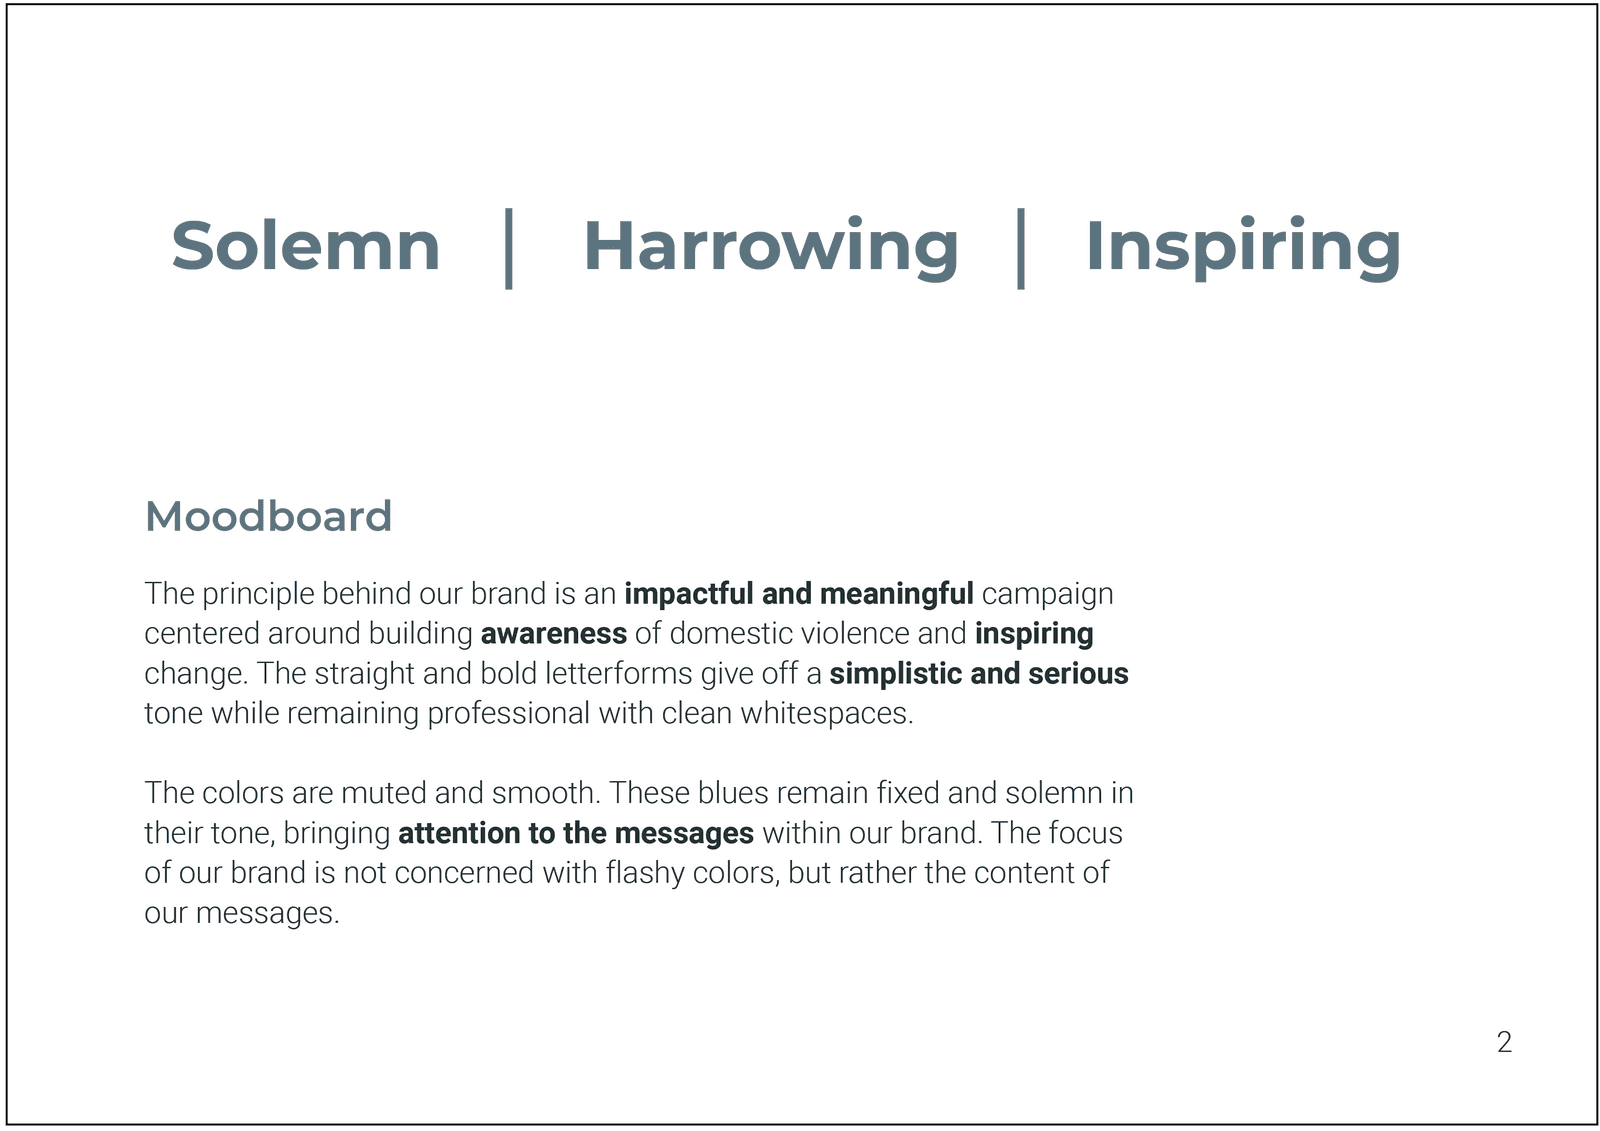 Solemn | Harrowing | Inspiring
Moodboard
The principle behind our brand is an impactful and meaningful campaign
centered around building awareness of domestic violence and inspiring
change. The straight and bold letterforms give off a simplistic and serious
tone while remaining professional with clean whitespaces.
The colors are muted and smooth. These blues remain fixed and solemn in
their tone, bringing attention to the messages within our brand. The focus
of our brand is not concerned with flashy colors, but rather the content of
our messages.
2